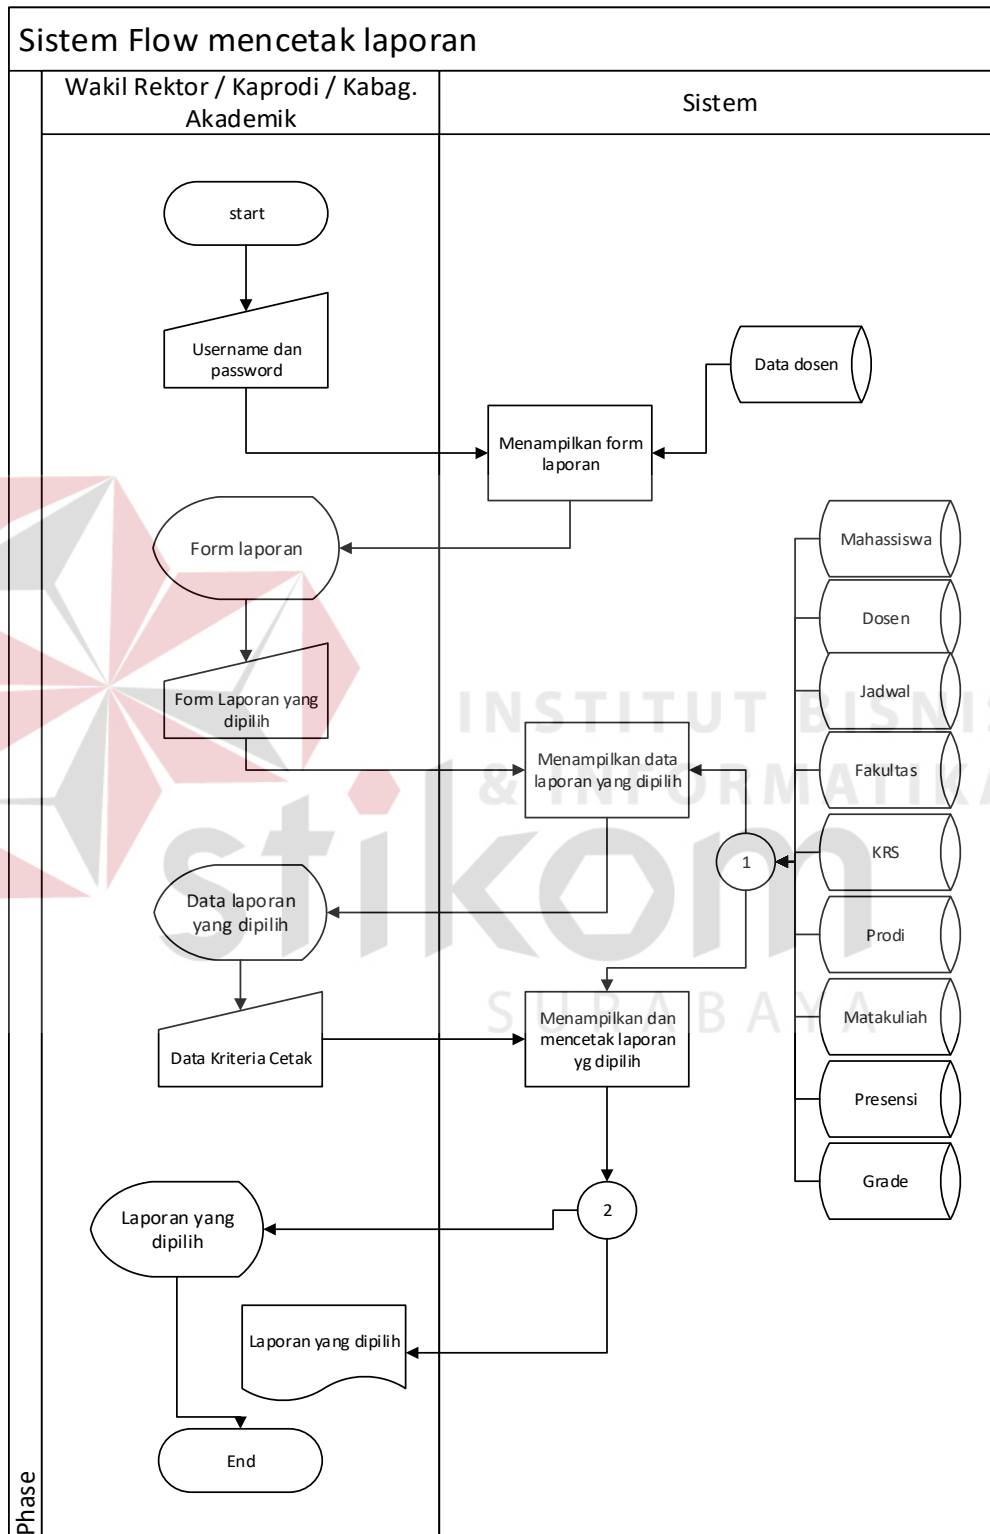 Sistem Flow mencetak laporan
Wakil Rektor / Kaprodi / Kabag.
Akademik
Sistem
start
Username dan
password
Data dosen
Menampilkan form
laporan
Form laporan
Mahassiswa
Dosen
Form Laporan yang
dipilih
Jadwal
INSTITUT BISNIS
Menampilkan data
laporan yang dipilih
Fakultas
& INFORMATIKA
stikom
1
KRS
Data laporan
yang dipilih
Prodi
SURABAYA
Data Kriteria Cetak
Menampilkan dan
mencetak laporan
yg dipilih
Matakuliah
Presensi
Grade
Laporan yang
dipilih
2
Laporan yang dipilih
End
Phase